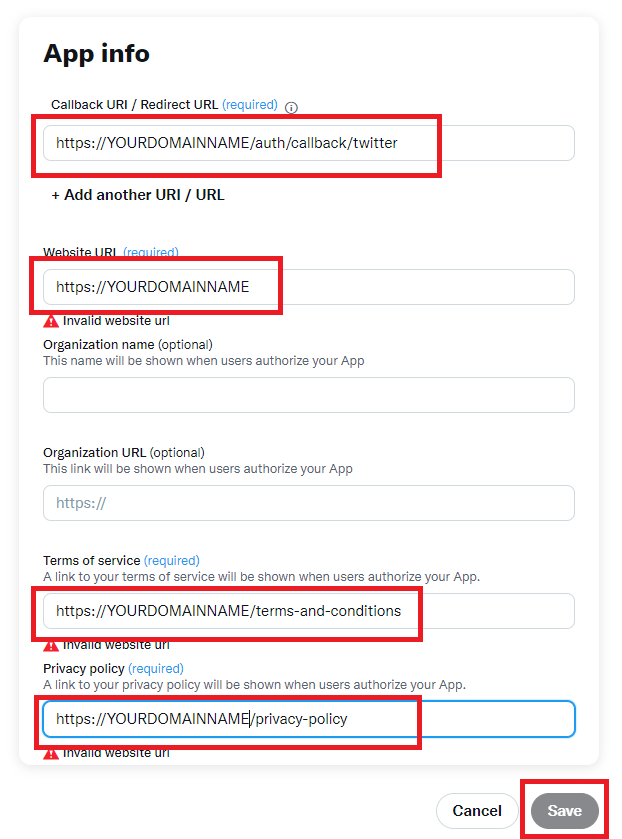 App info
Callback URI / Redirect URL (required)
https://YOURDOMAINNAME/auth/callback/twitter
+ Add another URI / URL
Website URL (required)
https://YOURDOMAINNAME
Invalid website url
Organization name (optional)
This name will be shown when users authorize your App
Organization URL (optional)
This link will be shown when users authorize your App
https://
Terms of service (required)
A link to your terms of service will be shown when users authorize your App.
https://YOURDOMAINNAME/terms-and-conditions
Invalid website url
Privacy policy (required)
A link to your privacy policy will be shown when users authorize your App.
https://YOURDOMAINNAME/privacy-policy
Invalid website url
Cancel Save